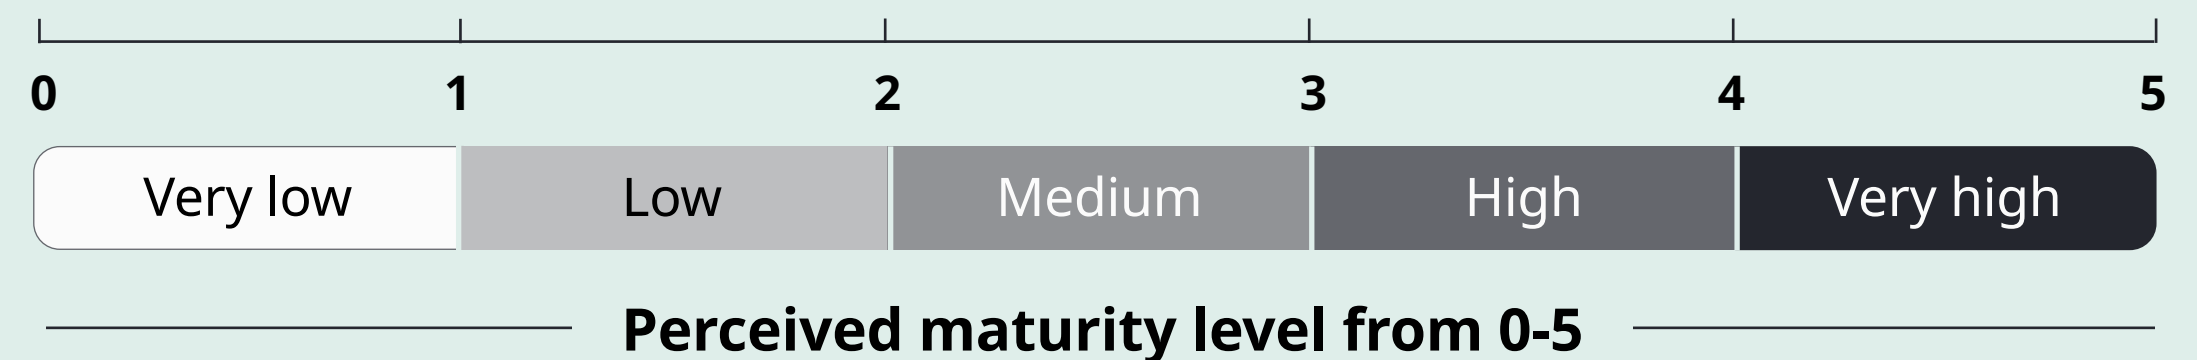 0 1 2 3 4 5
Very low Low Medium High Very high
Perceived maturity level from 0-5